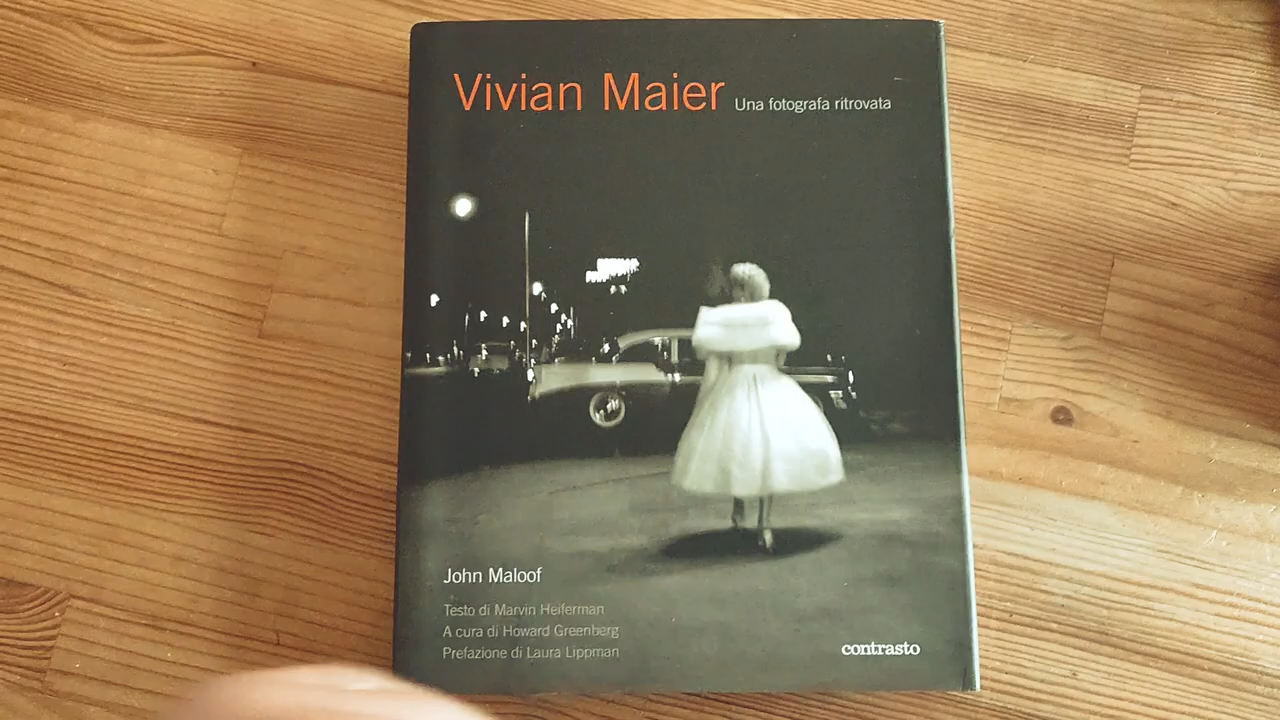 Vivian Maier Una fotografa ritrovata
John Maloof
Testo di Marvin Heiferman
A cura di Howard Greenberg
Prefazione di Laura Lippman
contrasto